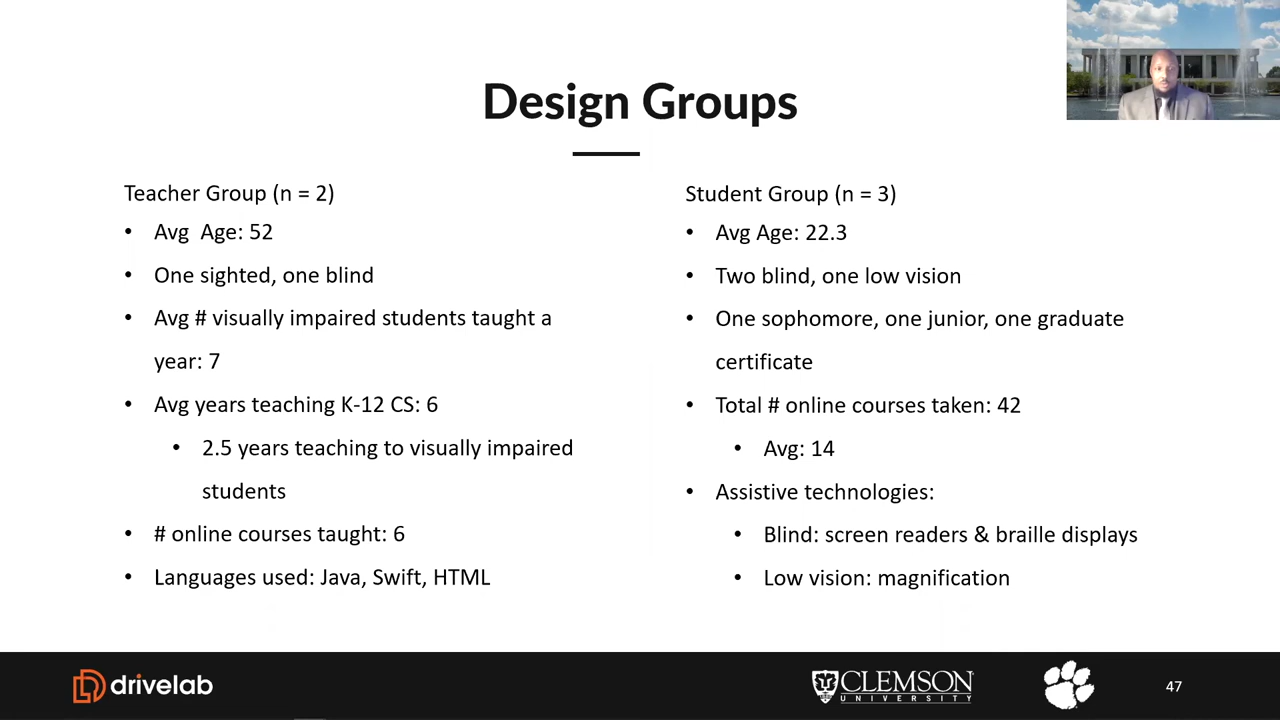 Design Groups
Teacher Group (n = 2)
• Avg  Age: 52
• One sighted, one blind
• Avg # visually impaired students taught a
year: 7
• Avg years teaching K-12 CS: 6
• 2.5 years teaching to visually impaired
students
• # online courses taught: 6
• Languages used: Java, Swift, HTML
Student Group (n = 3)
• Avg Age: 22.3
• Two blind, one low vision
• One sophomore, one junior, one graduate
certificate
• Total # online courses taken: 42
• Avg: 14
• Assistive technologies:
• Blind: screen readers & braille displays
• Low vision: magnification
drivelab
CLEMSON
UNIVERSITY
47